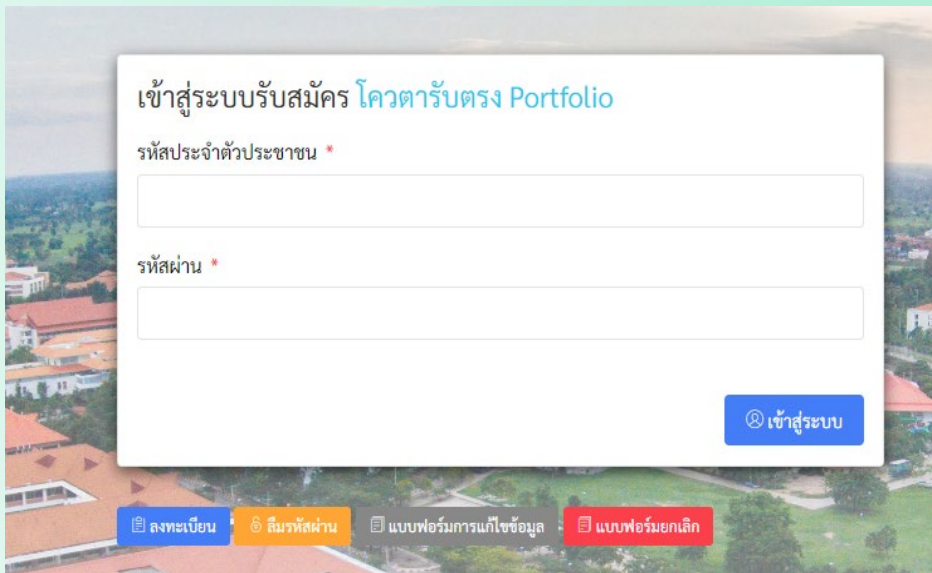 เข้าสู่ระบบรับสมัคร โควตารับตรง Portfolio
รหัสประจำตัวประชาชน *
รหัสผ่าน *
เข้าสู่ระบบ
ลงทะเบียน ลืมรหัสผ่าน แบบฟอร์มการแก้ไขข้อมูล แบบฟอร์มยกเลิก